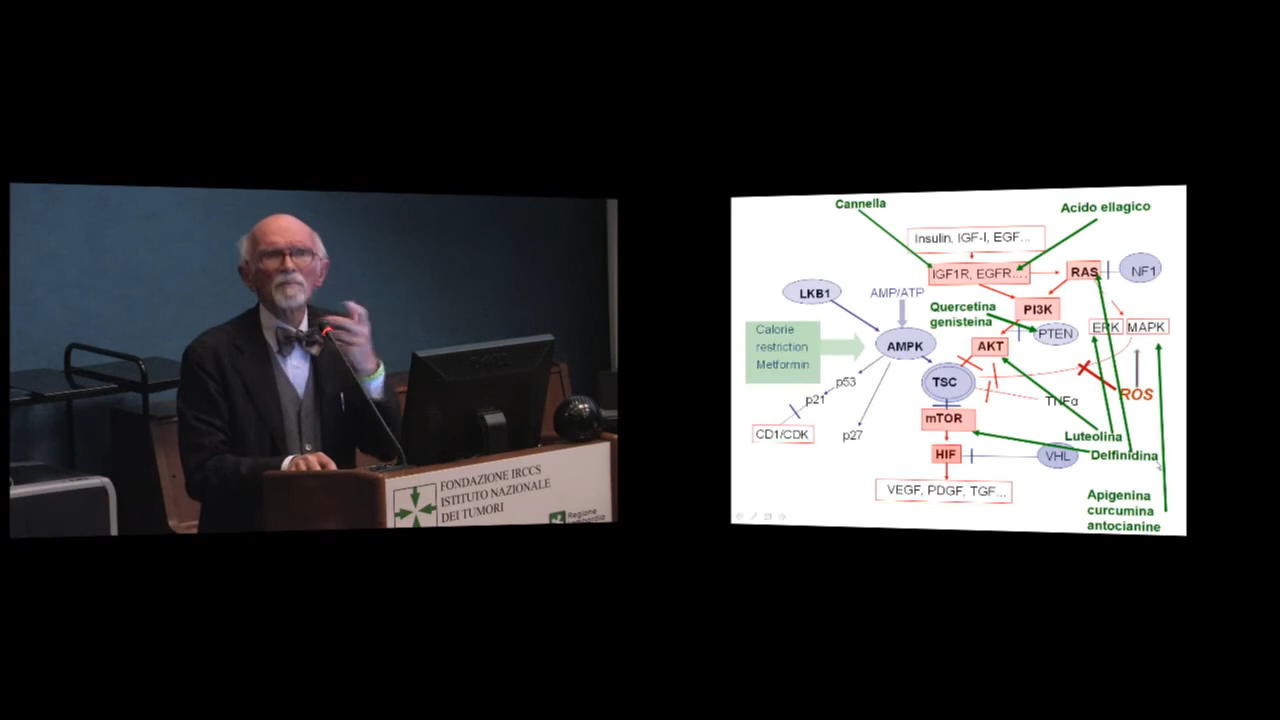 FONDAZIONE IRCCS
ISTITUTO NAZIONALE
DEI TUMORI
Regione
Cannella
Acido ellagico
Insulin, IGF-I, EGF...
IGF1R, EGFR....
RAS
NF1
LKB1
AMP/ATP
Quercetina
genisteina
PI3K
PTEN
ERK
MAPK
Calorie
restriction
Metformin
AMPK
AKT
p53
TSC
ROS
p21
TNFα
mTOR
CD1/CDK
p27
Luteolina
HIF
VHL
Delfinidina
VEGF, PDGF, TGF...
Apigenina
curcumina
antocianine